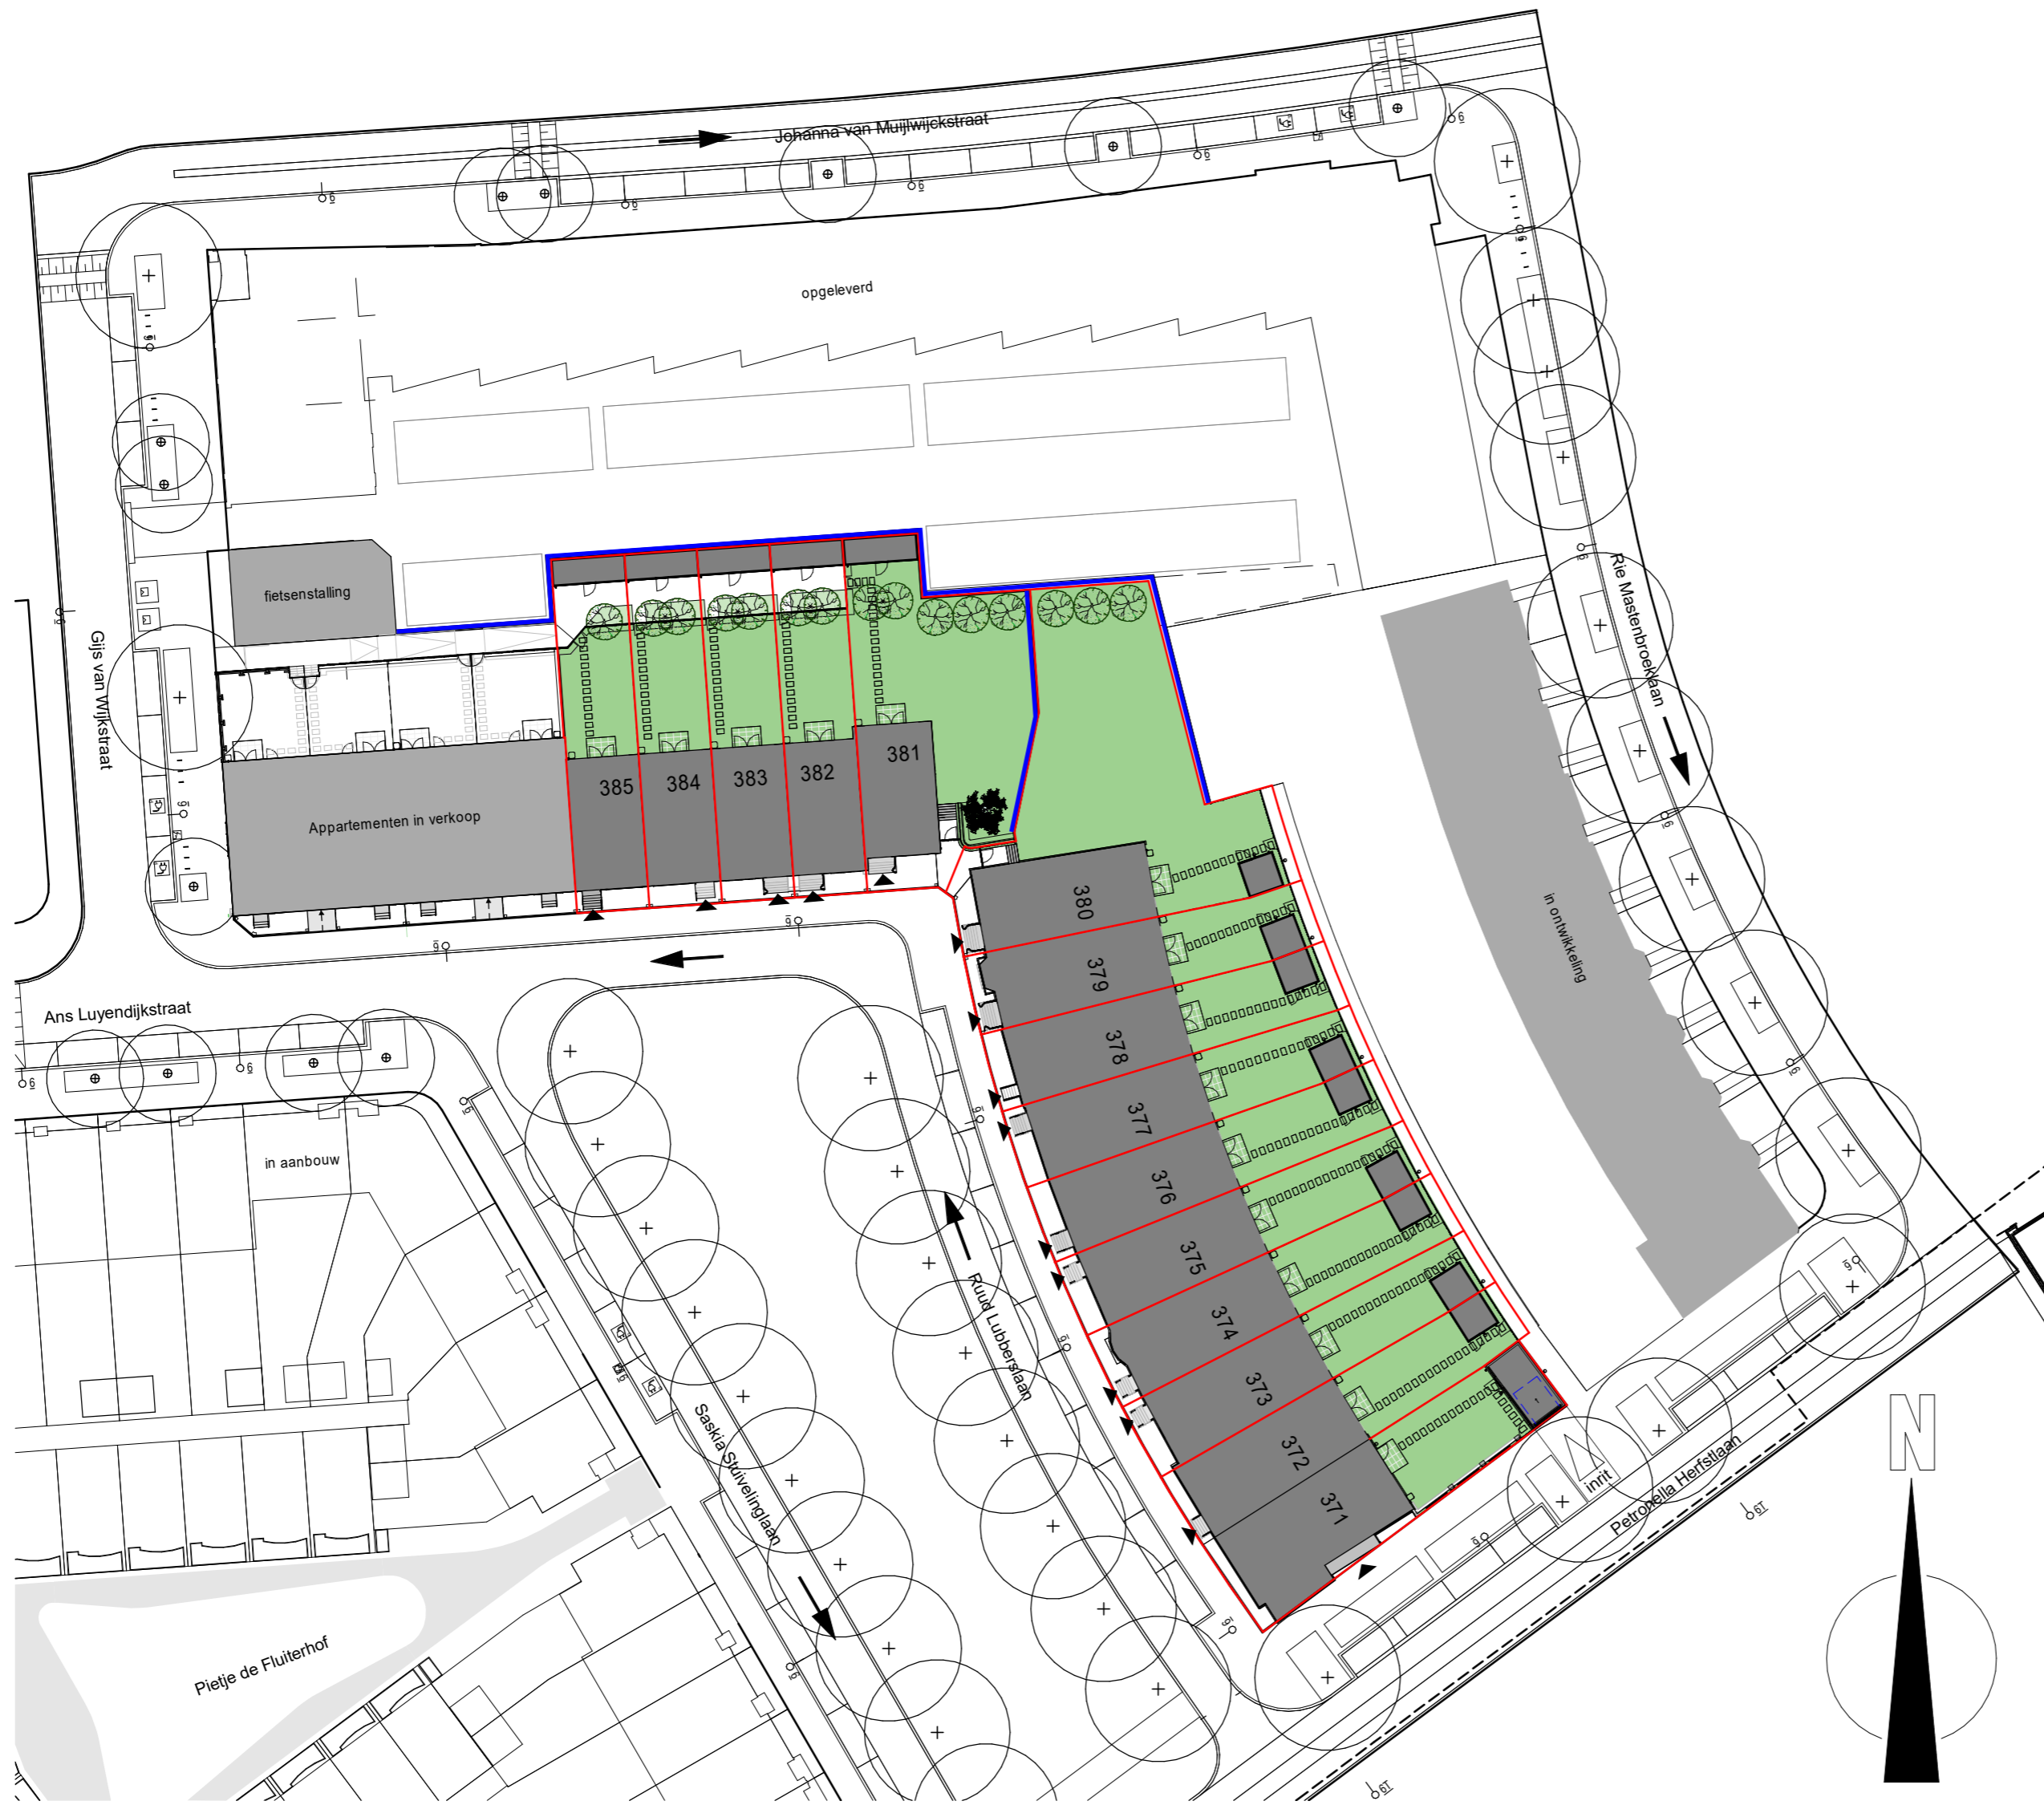 Johanna van Muijlwijckstraat
opgeleverd
fietsenstalling
Gijs van Wijkstraat
Rie Mastenbroeklaan
385
384
383
382
381
Appartementen in verkoop
380
379
378
377
376
375
374
373
372
371
in ontwikkeling
Ans Luyendijkstraat
in aanbouw
Ruud Lubberslaan
Saskia Stuivelinglaan
inrit
Petronella Herfstlaan
Pietje de Fluiterhof
N